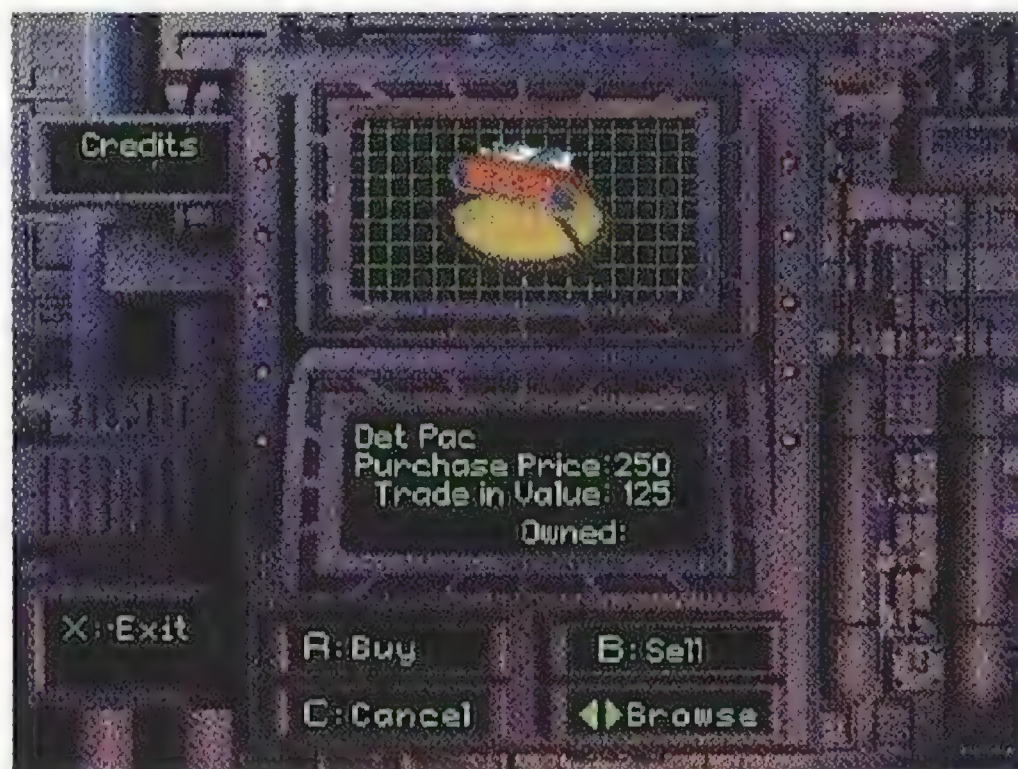 Credits
Det Pac
Purchase Price:250
Trade in Value: 125
Owned:
X: Exit
A:Buy
B:Sell
C:Cancel
Browse